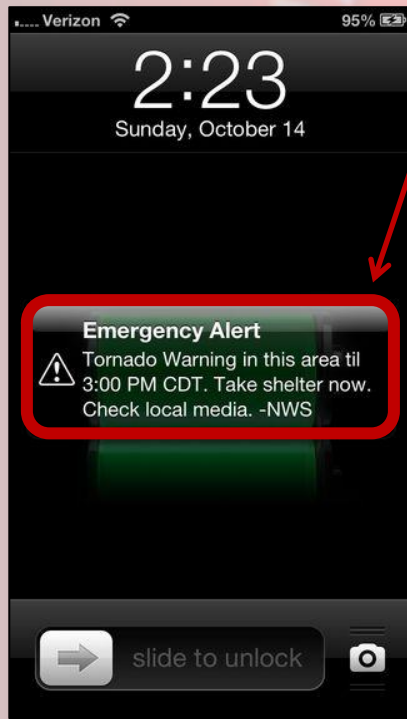 Verizon 95%
2:23
Sunday, October 14
Emergency Alert
Tornado Warning in this area til
3:00 PM CDT. Take shelter now.
Check local media. -NWS
slide to unlock